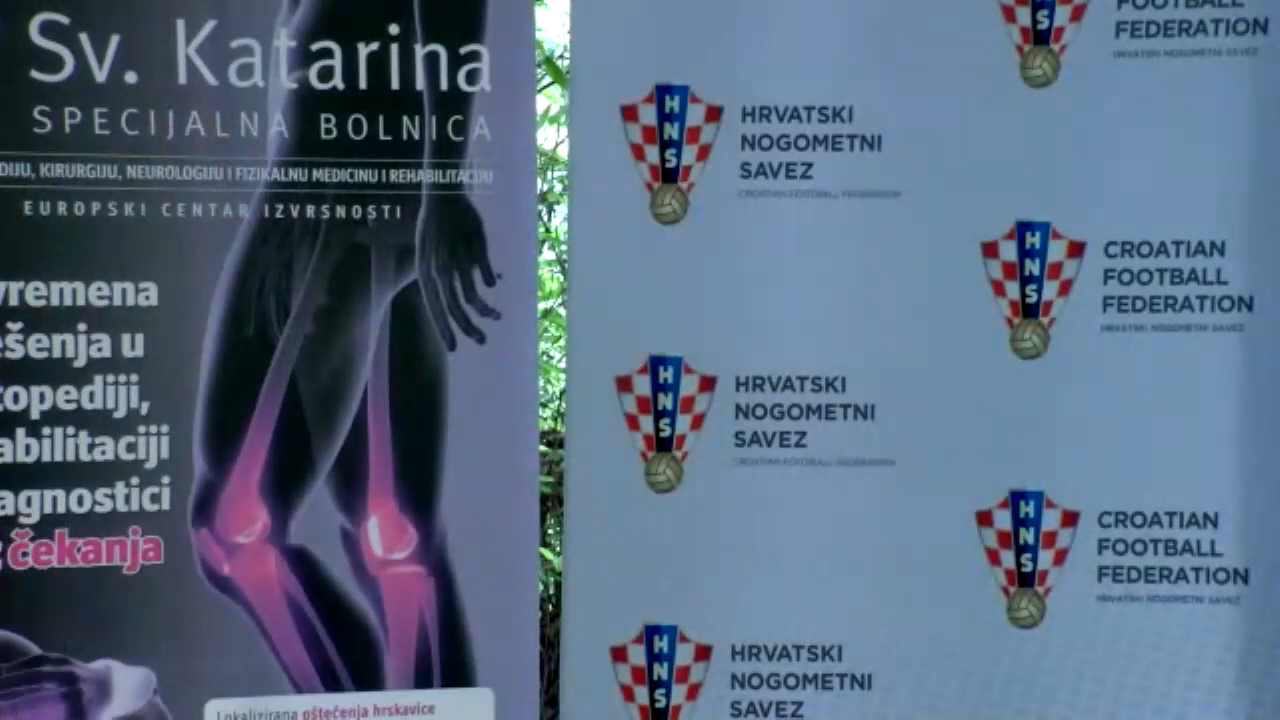 Sv. Katarina
SPECIJALNA BOLNICA
DIJU, KIRURGIJU, NEUROLOGIJU I FIZIKALNU MEDICINU I REHABILITACIJU
EUROPSKI CENTAR IZVRSNOSTI
vremena
ešenja u
topediji,
abilitaciji
agnostici
čekanja
Lokalizirana oštećenja hrskavice
FOOTBALL
FEDERATION
HRVATSKI NOGOMETNI SAVEZ
HNS
HRVATSKI
NOGOMETNI
SAVEZ
CROATIAN FOOTBALL FEDERATION
HNS
CROATIAN
FOOTBALL
FEDERATION
HRVATSKI NOGOMETNI SAVEZ
HNS
HRVATSKI
NOGOMETNI
SAVEZ
CROATIAN FOOTBALL FEDERATION
HNS
CROATIAN
FOOTBALL
FEDERATION
HRVATSKI NOGOMETNI SAVEZ
HNS
HRVATSKI
NOGOMETNI
SAVEZ